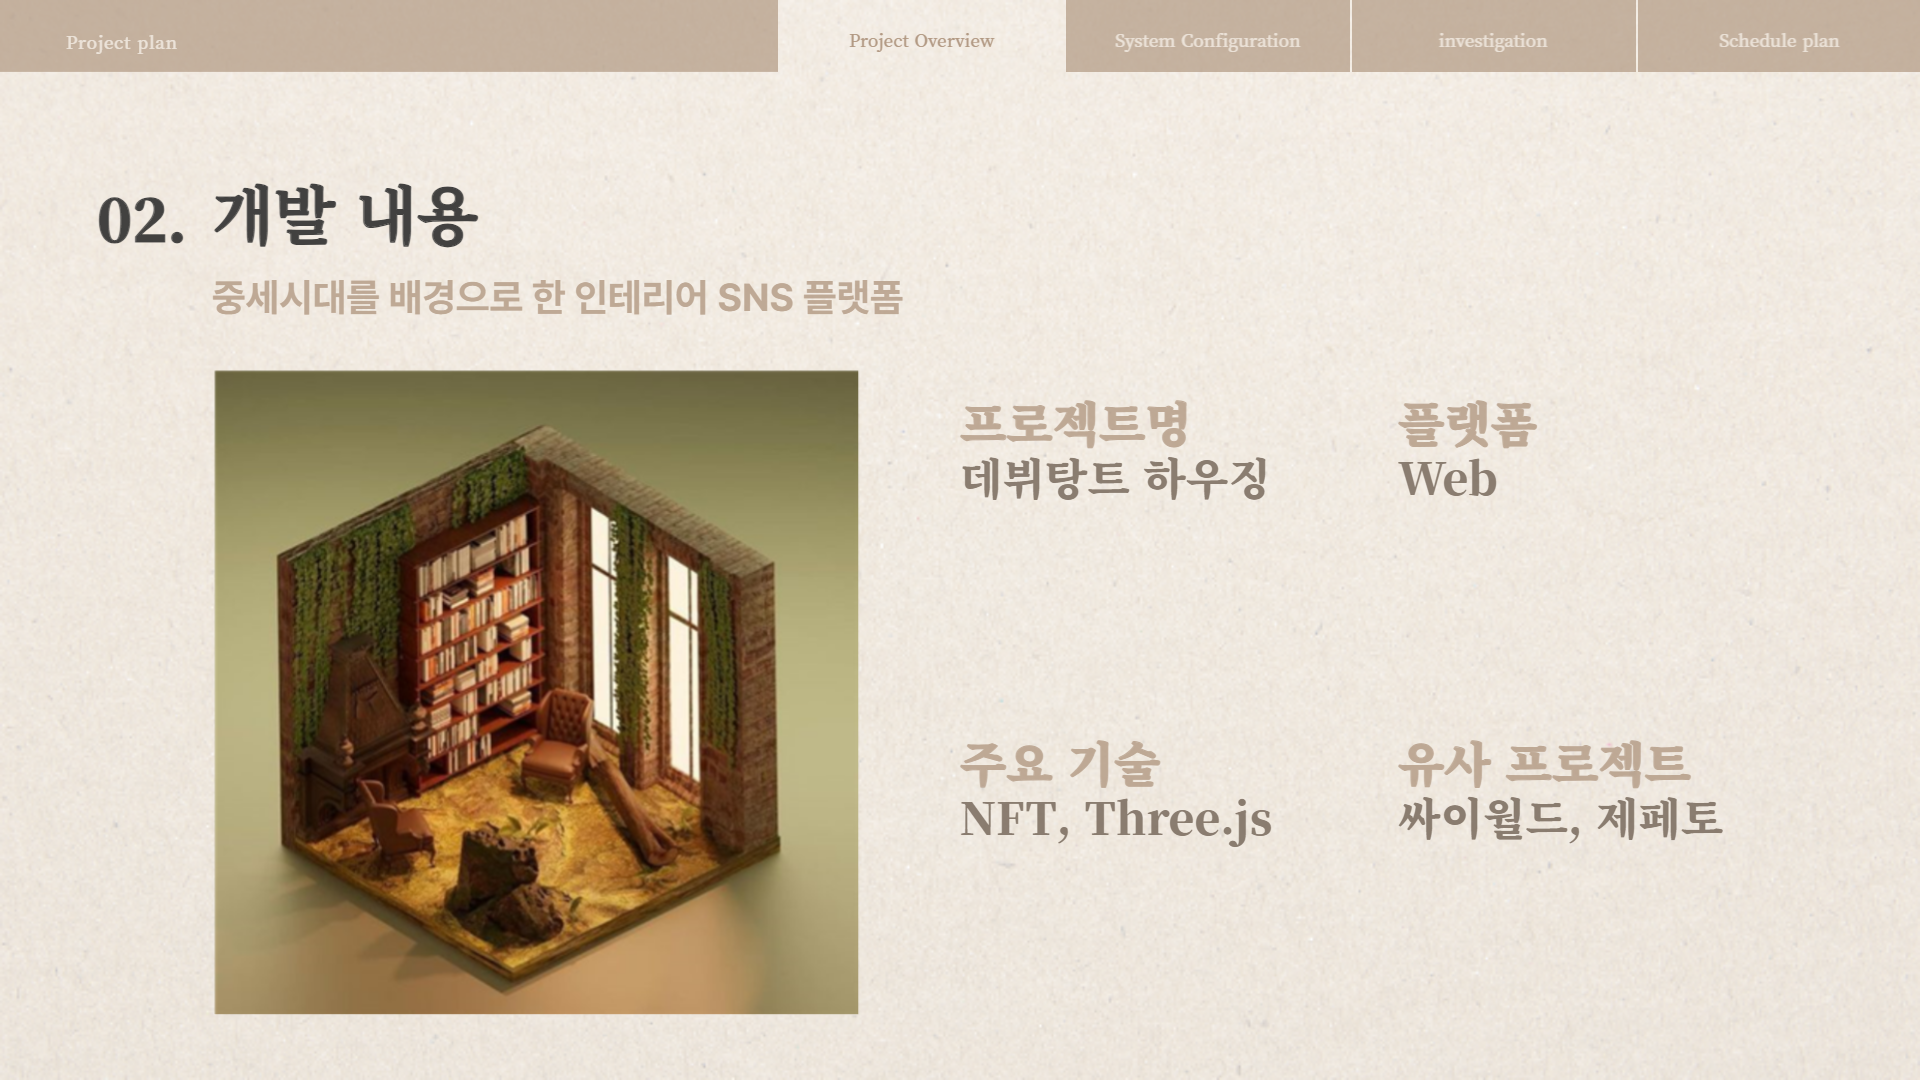 Project plan
Project Overview
System Configuration
investigation
Schedule plan
02. 개발 내용
중세시대를 배경으로 한 인테리어 SNS 플랫폼
프로젝트명
데뷔탕트 하우징
플랫폼
Web
주요 기술
NFT, Three.js
유사 프로젝트
싸이월드, 제페토